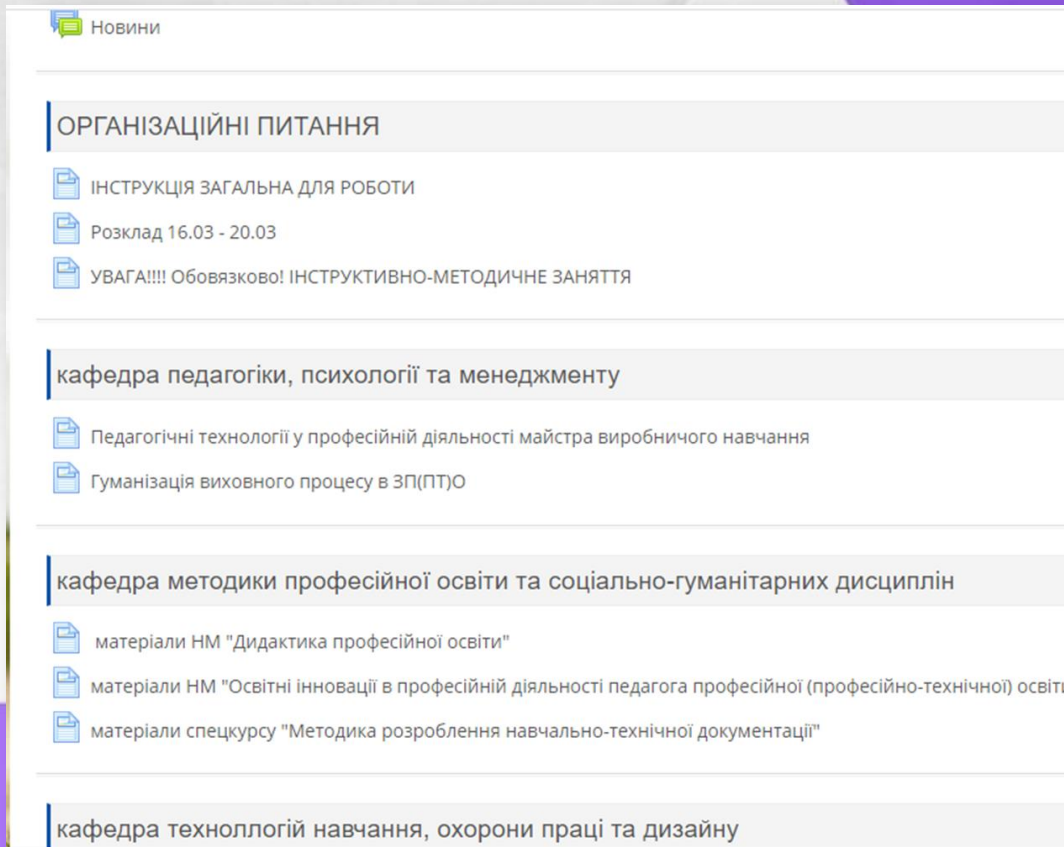 Новини
ОРГАНІЗАЦІЙНІ ПИТАННЯ
ІНСТРУКЦІЯ ЗАГАЛЬНА ДЛЯ РОБОТИ
Розклад 16.03 - 20.03
УВАГА!!!! Обовязково! ІНСТРУКТИВНО-МЕТОДИЧНЕ ЗАНЯТТЯ
кафедра педагогіки, психології та менеджменту
Педагогічні технології у професійній діяльності майстра виробничого навчання
Гуманізація виховного процесу в ЗП(ПТ)О
кафедра методики професійної освіти та соціально-гуманітарних дисциплін
матеріали НМ "Дидактика професійної освіти"
матеріали НМ "Освітні інновації в професійній діяльності педагога професійної (професійно-технічної) освіти
матеріали спецкурсу "Методика розроблення навчально-технічної документації"
кафедра техноллогій навчання, охорони праці та дизайну